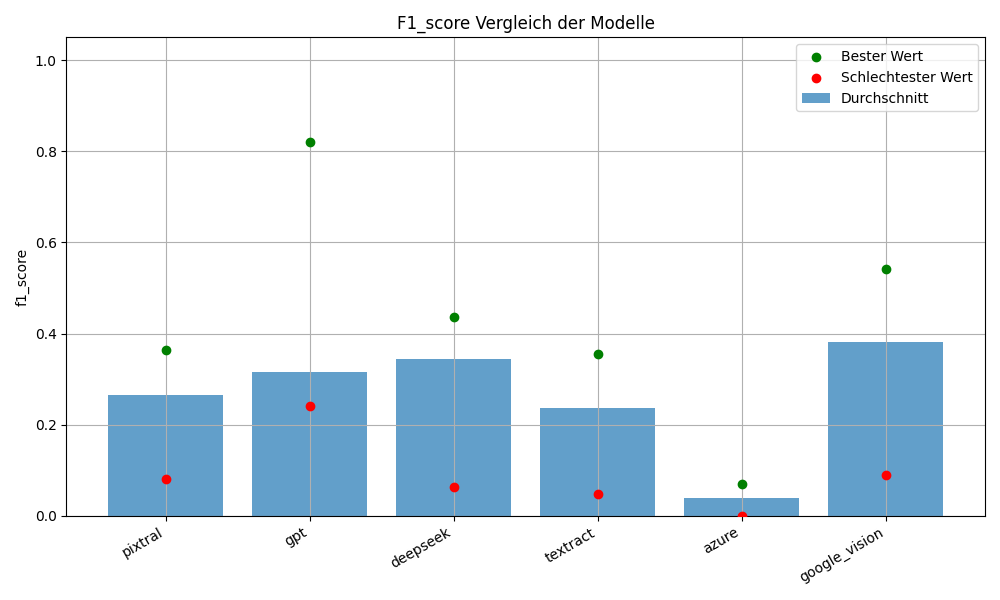 F1_score Vergleich der Modelle
Bester Wert
Schlechtester Wert
Durchschnitt
f1_score
1.0
0.8
0.6
0.4
0.2
0.0
pixtral
gpt
deepseek
textract
azure
google_vision